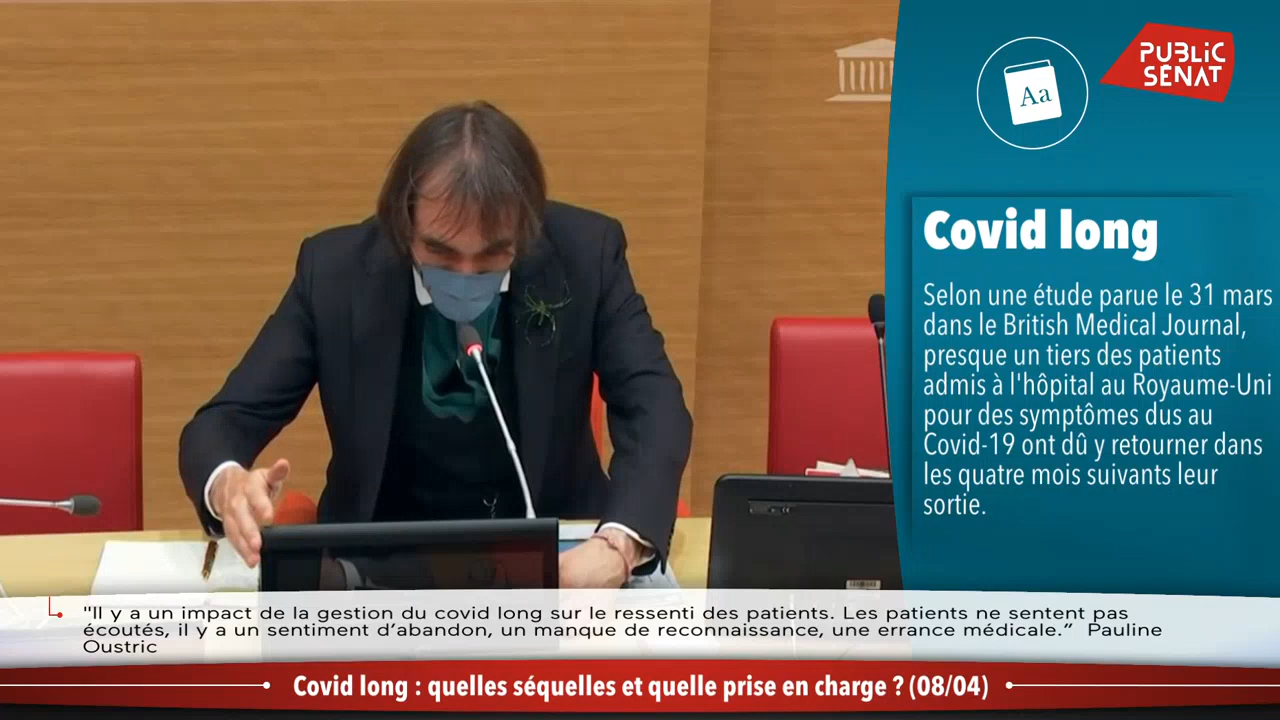 PUBLIC
SÉNAT
Aa
Covid long
Selon une étude parue le 31 mars
dans le British Medical Journal,
presque un tiers des patients
admis à l'hôpital au Royaume-Uni
pour des symptômes dus au
Covid-19 ont dû y retourner dans
les quatre mois suivants leur
sortie.
"Il y a un impact de la gestion du covid long sur le ressenti des patients. Les patients ne sentent pas
écoutés, il y a un sentiment d’abandon, un manque de reconnaissance, une errance médicale.” Pauline
Oustric
Covid long : quelles séquelles et quelle prise en charge ? (08/04)